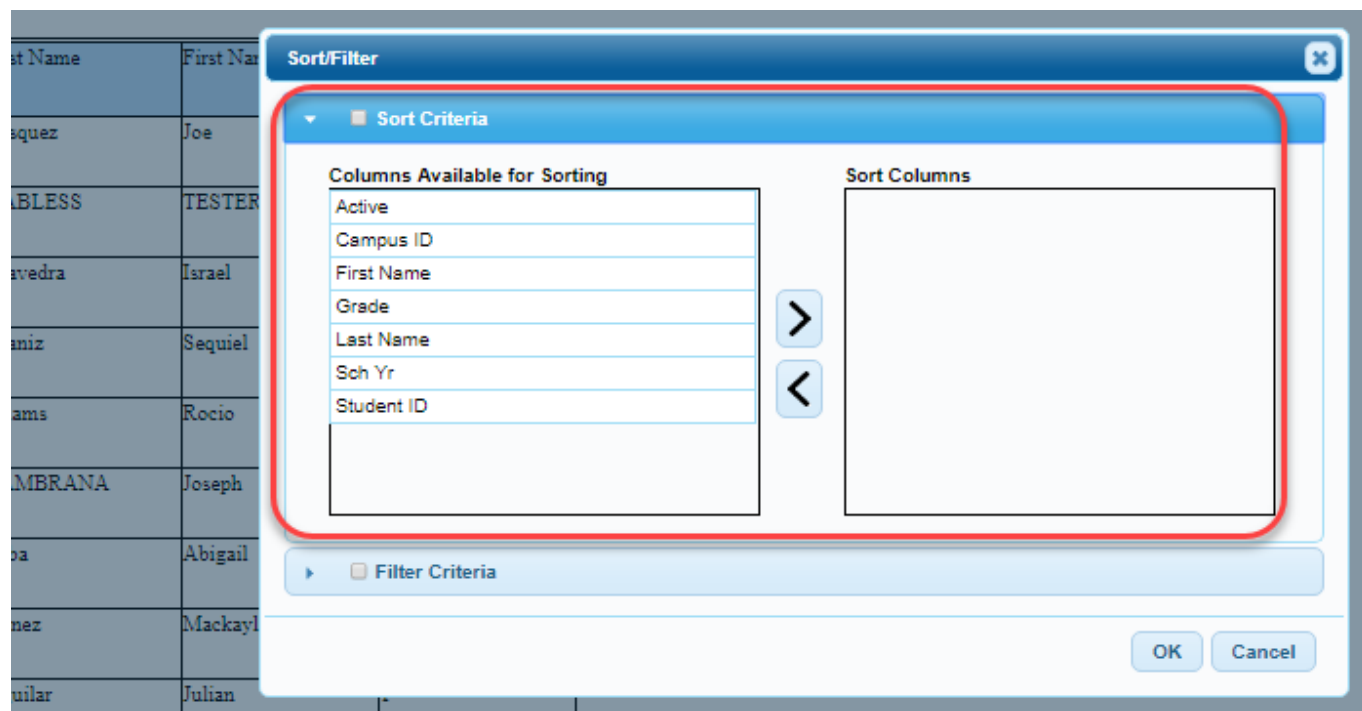 st Name First Nar
Sort/Filter
Sort Criteria
squez Joe
Columns Available for Sorting Sort Columns
Active
ABLESS TESTER
Campus ID
avedra Israel
First Name
Grade
aniz Sequiel
Last Name
Sch Yr
ams Rocio
Student ID
AMBRANA Joseph
oa Abigail
Filter Criteria
nez Mackayl
OK Cancel
uilar Julian